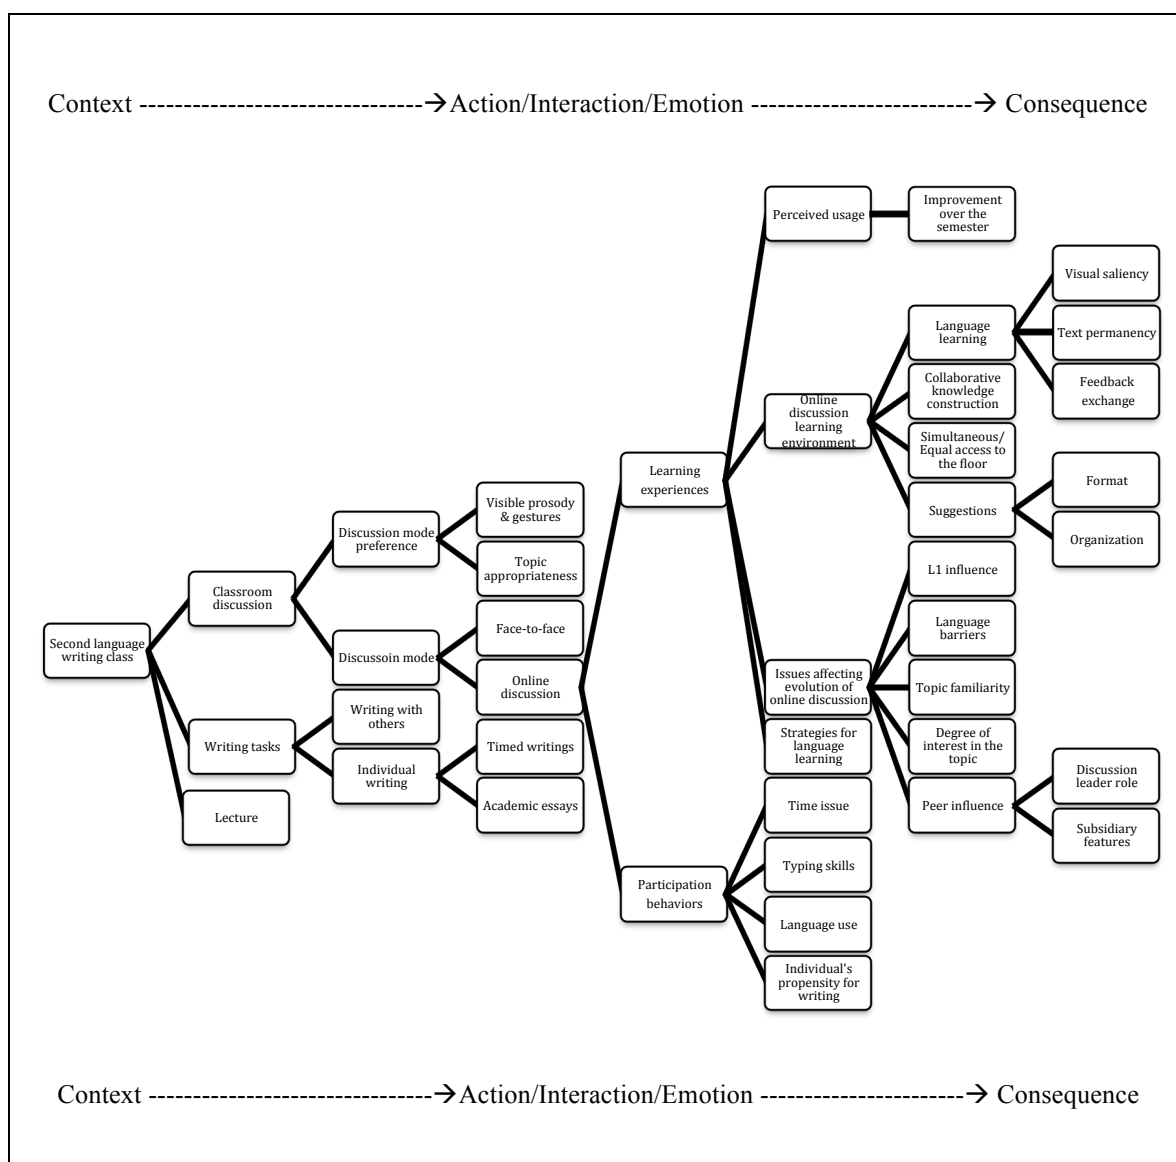 Context --------------------------------→Action/Interaction/Emotion -------------------------→ Consequence
Perceived usage
Improvement
over the
semester
Visual saliency
Language
learning
Text permanency
Collaborative
knowledge
construction
Feedback
exchange
Online
discussion
learning
environment
Simultaneous/
Equal access to
the floor
Learning
experiences
Format
Visible prosody
& gestures
Suggestions
Discussion mode
preference
Organization
Topic
appropriateness
L1 influence
Classroom
discussion
Face-to-face
Language
barriers
Second language
writing class
Discussoin mode
Online
discussion
Issues affecting
evolution of
online discussion
Topic familiarity
Writing with
others
Writing tasks
Timed writings
Strategies for
language
learning
Degree of
interest in the
topic
Individual
writing
Discussion
leader role
Lecture
Academic essays
Time issue
Peer influence
Subsidiary
features
Typing skills
Participation
behaviors
Language use
Individual's
propensity for
writing
Context --------------------------------→Action/Interaction/Emotion -----------------------→ Consequence